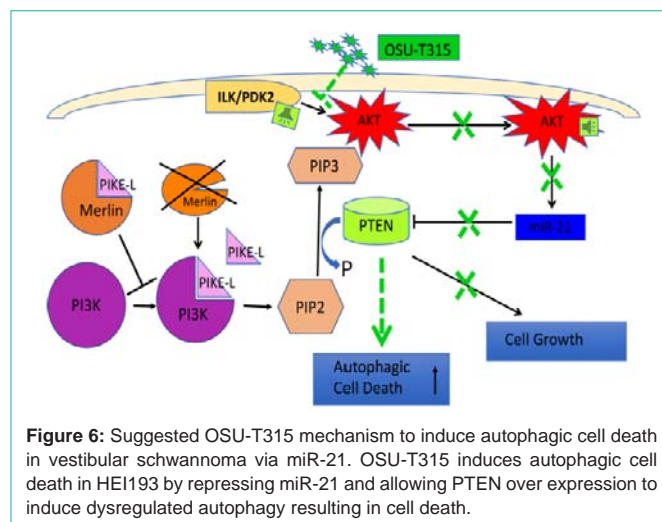 OSU-T315
ILK/PDK2
AKT
AKT
PIKE-L
Merlin
Merlin
PIP3
PTEN
miR-21
PIKE-L
PIKE-L
P
PI3K
PI3K
PIP2
Cell Growth
Autophagic
Cell Death
Figure 6: Suggested OSU-T315 mechanism to induce autophagic cell death
in vestibular schwannoma via miR-21. OSU-T315 induces autophagic cell
death in HEI193 by repressing miR-21 and allowing PTEN over expression to
induce dysregulated autophagy resulting in cell death.